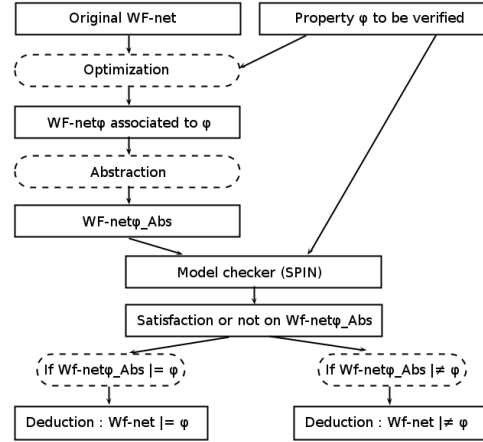 Original WF-net
Property φ to be verified
Optimization
WF-netφ associated to φ
Abstraction
WF-netφ_Abs
Model checker (SPIN)
Satisfaction or not on Wf-netφ_Abs
If Wf-netφ_Abs |= φ
If Wf-netφ_Abs |≠ φ
Deduction : Wf-net |= φ
Deduction : Wf-net |≠ φ